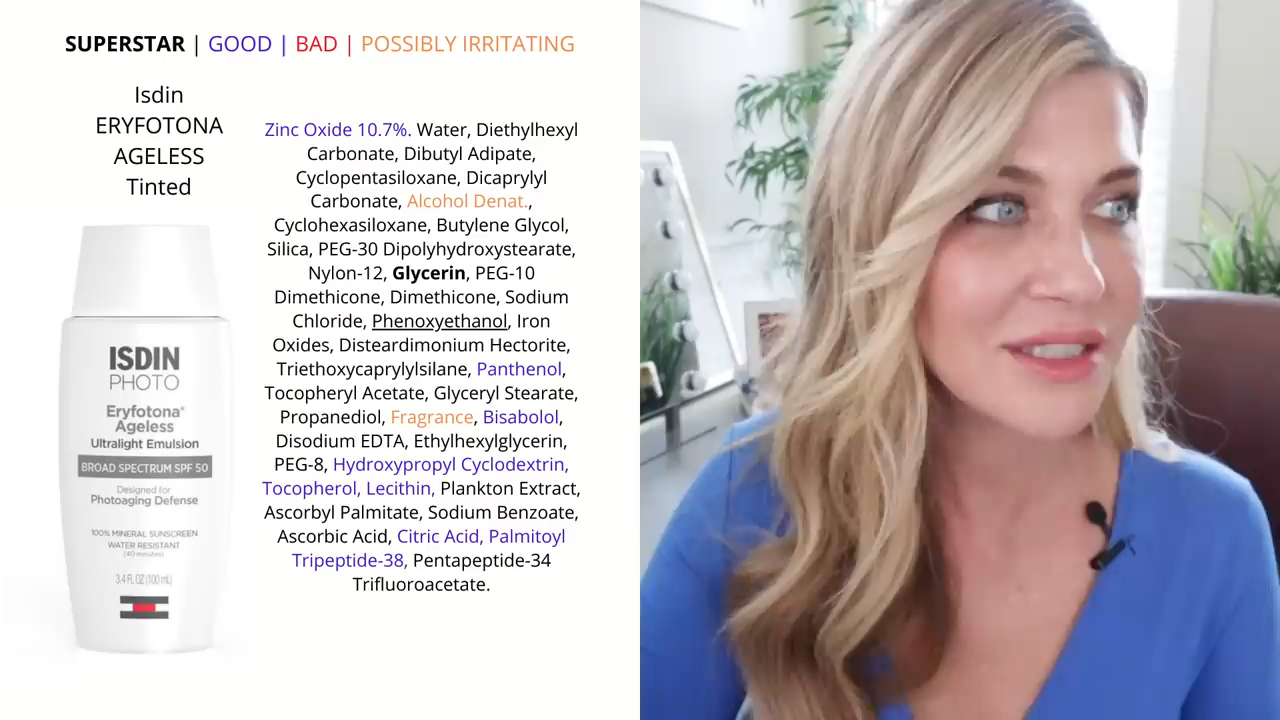 SUPERSTAR | GOOD | BAD | POSSIBLY IRRITATING
Isdin
ERYFOTONA
AGELESS
Tinted
Zinc Oxide 10.7%. Water, Diethylhexyl
Carbonate, Dibutyl Adipate,
Cyclopentasiloxane, Dicaprylyl
Carbonate, Alcohol Denat.,
Cyclohexasiloxane, Butylene Glycol,
Silica, PEG-30 Dipolyhydroxystearate,
Nylon-12, Glycerin, PEG-10
Dimethicone, Dimethicone, Sodium
Chloride, Phenoxyethanol, Iron
Oxides, Disteardimonium Hectorite,
Triethoxycaprylylsilane, Panthenol,
Tocopheryl Acetate, Glyceryl Stearate,
Propanediol, Fragrance, Bisabolol,
Disodium EDTA, Ethylhexylglycerin,
PEG-8, Hydroxypropyl Cyclodextrin,
Tocopherol, Lecithin, Plankton Extract,
Ascorbyl Palmitate, Sodium Benzoate,
Ascorbic Acid, Citric Acid, Palmitoyl
Tripeptide-38, Pentapeptide-34
Trifluoroacetate.
ISDIN
PHOTO
Eryfotona®
Ageless
Ultralight Emulsion
BROAD SPECTRUM SPF 50
Designed for
Photoaging Defense
100% MINERAL SUNSCREEN
WATER RESISTANT
(40 minutes)
3.4 FL OZ (100 mL)